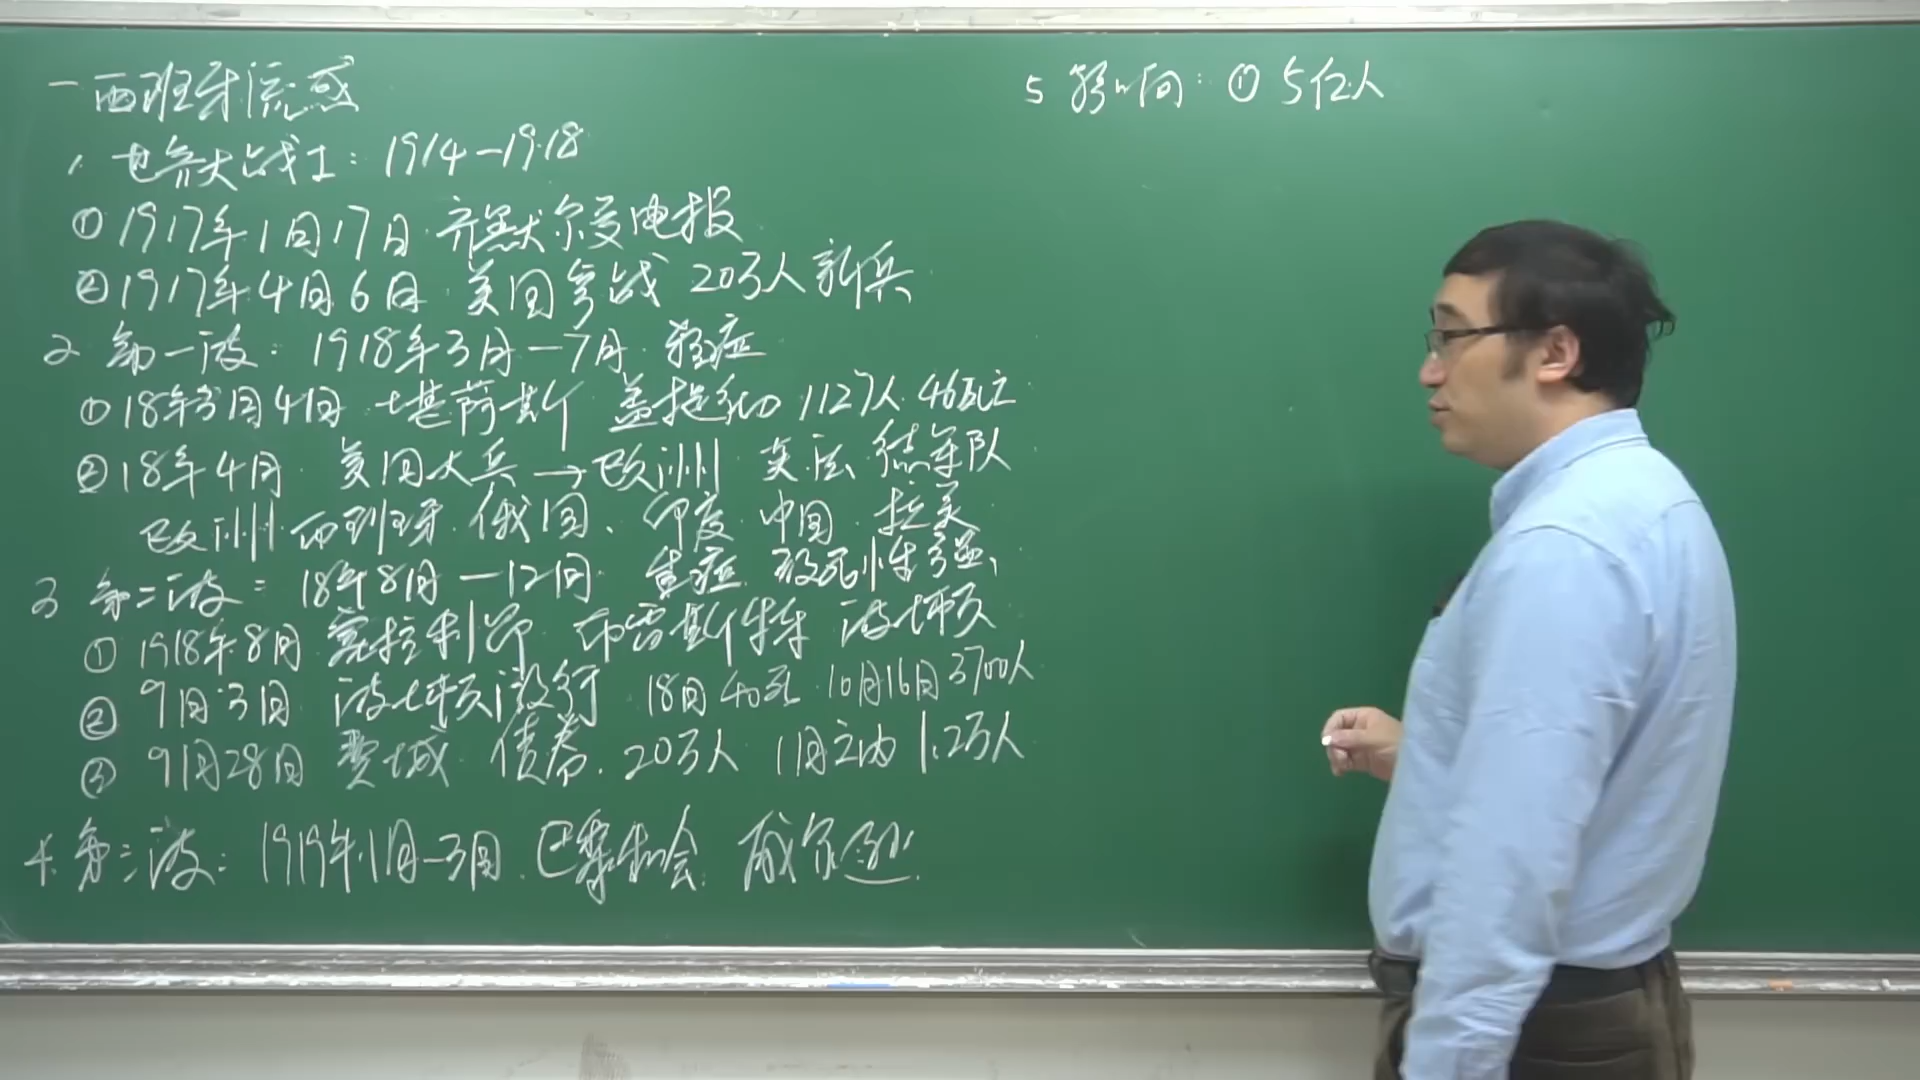 一 西班牙流感
1. 世界大战I：1914—1918
① 1917年1月17日 齐默尔曼电报
② 1917年4月6日 美国参战 20万人新兵
2 第一波：1918年3月—7月 轻症
① 18年3月4日 堪萨斯 1127人 46死亡
② 18年4月 美国大兵→欧洲 英法 德军队
欧洲 西班牙 俄国、印度 中国 拉美
3 第二波：18年8月—12月 重症 致死性强
① 1918年8月 塞拉利昂 布雷斯特 波士顿
② 9月3日 波士顿 18日40死 10月16日3700人
③ 9月28日 费城 债券 20万人 1月之内1.2万人
4. 第三波：1919年1月—3月 巴黎和会 威尔逊
5 影响：① 5亿人